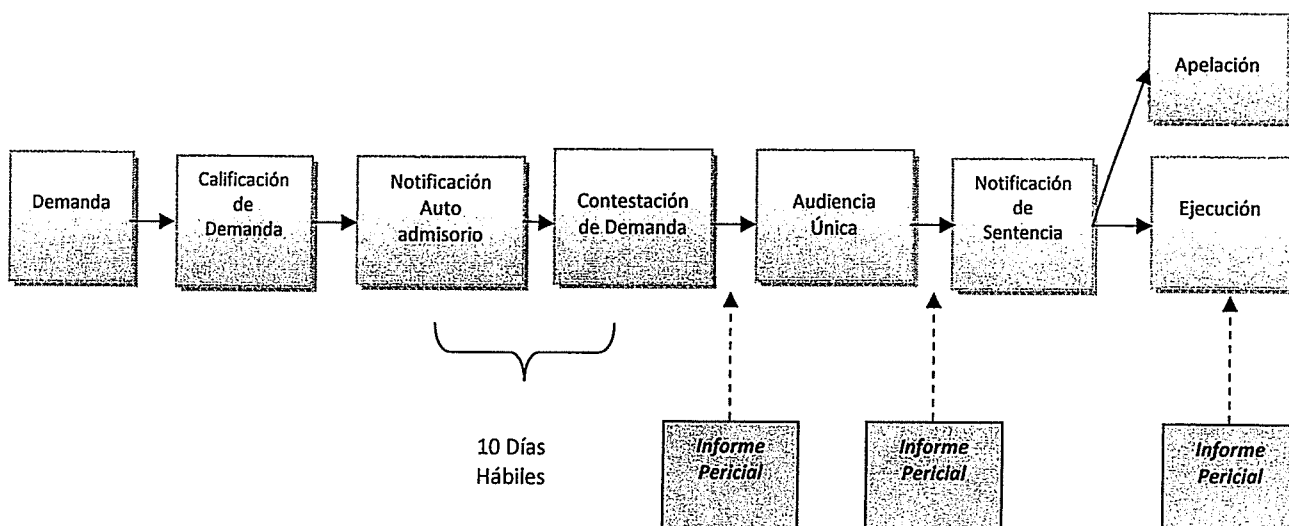 Apelación
Demanda
Calificación
de
Demanda
Notificación
Auto
admisorio
Contestación
de Demanda
Audiencia
Única
Notificación
de
Sentencia
Ejecución
10 Días
Hábiles
Informe
Pericial
Informe
Pericial
Informe
Pericial